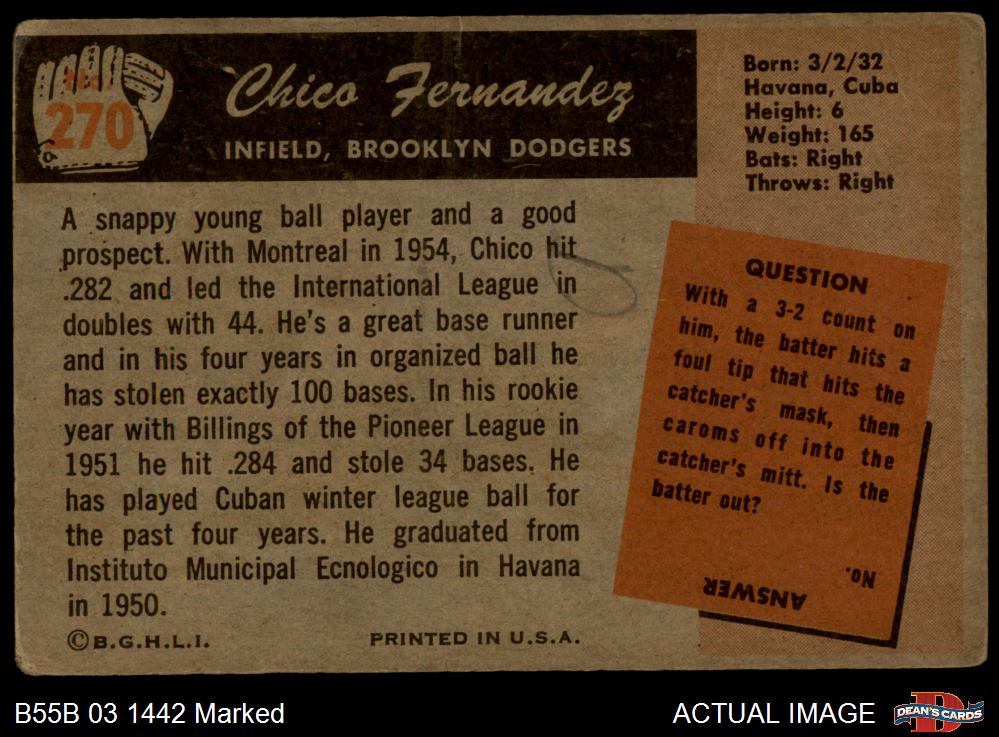 No.
270
Chico Fernandez
INFIELD, BROOKLYN DODGERS
Born: 3/2/32
Havana, Cuba
Height: 6
Weight: 165
Bats: Right
Throws: Right
A snappy young ball player and a good
prospect. With Montreal in 1954, Chico hit
.282 and led the International League in
doubles with 44. He's a great base runner
and in his four years in organized ball he
has stolen exactly 100 bases. In his rookie
year with Billings of the Pioneer League in
1951 he hit .284 and stole 34 bases. He
has played Cuban winter league ball for
the past four years. He graduated from
Instituto Municipal Ecnologico in Havana
in 1950.
©B.G.H.L.I.
PRINTED IN U.S.A.
QUESTION
With a 3-2 count on
him, the batter hits a
foul tip that hits the
catcher's mask, then
caroms off into the
catcher's mitt. Is the
batter out?
ANSWER
No.
B55B 03 1442 Marked
ACTUAL IMAGE
D
DEAN'S CARDS